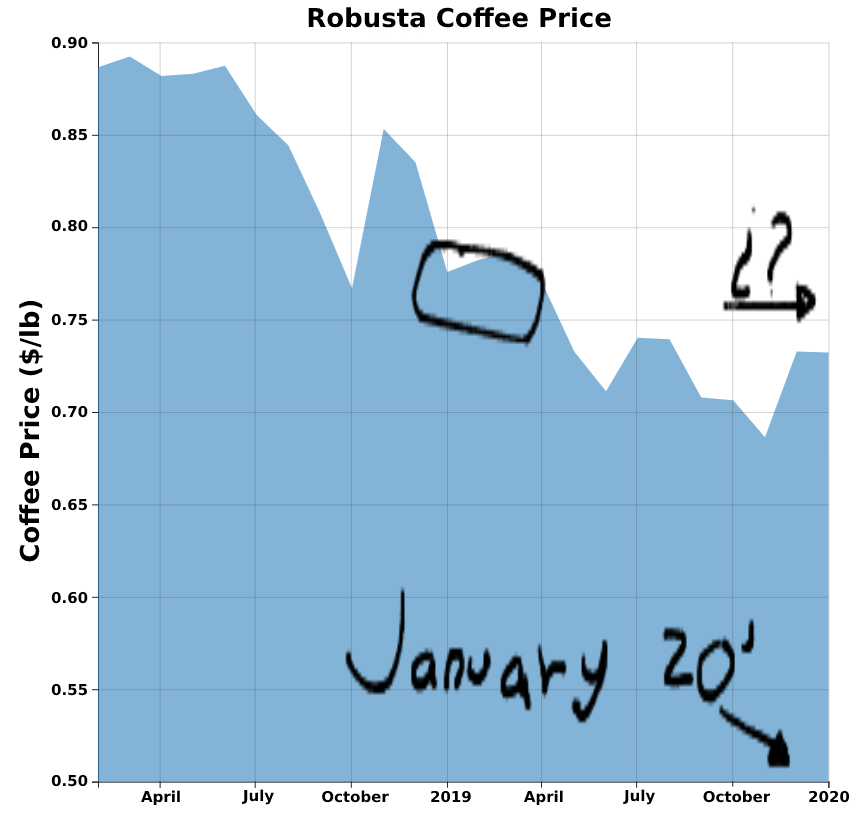 Robusta Coffee Price
0.90
0.85
0.80
¿?
0.75
0.70
0.65
0.60
0.55
0.50
Coffee Price ($/lb)
January 20'
April July October 2019 April July October 2020